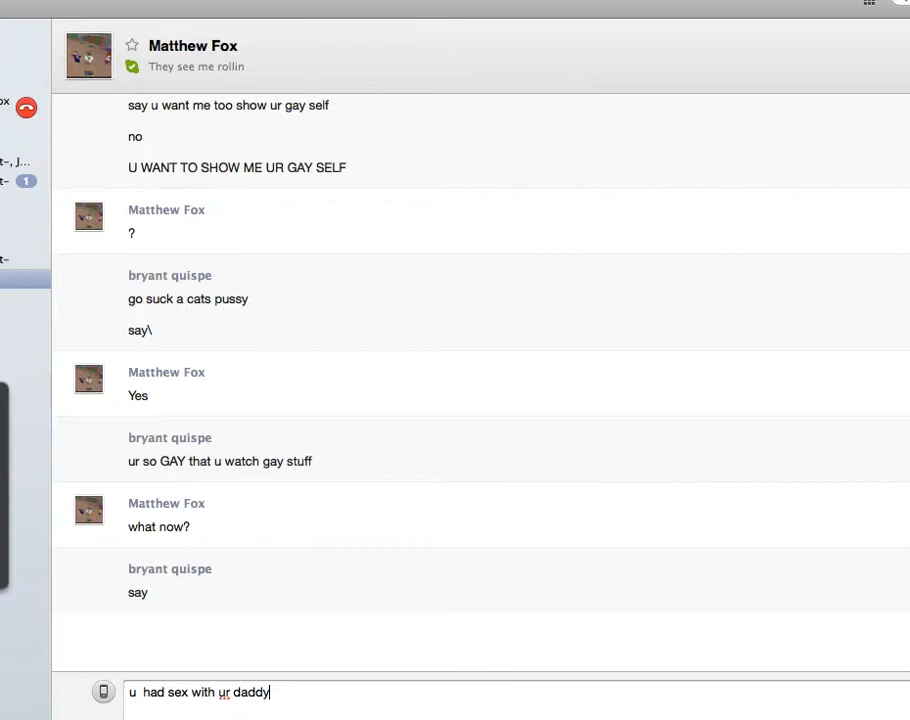 Matthew Fox
They see me rollin
ox
say u want me too show ur gay self
no
t-, J...
U WANT TO SHOW ME UR GAY SELF
t- 1
Matthew Fox
?
t-
bryant quispe
go suck a cats pussy
say\
Matthew Fox
Yes
bryant quispe
ur so GAY that u watch gay stuff
Matthew Fox
what now?
bryant quispe
say
u  had sex with ur daddy